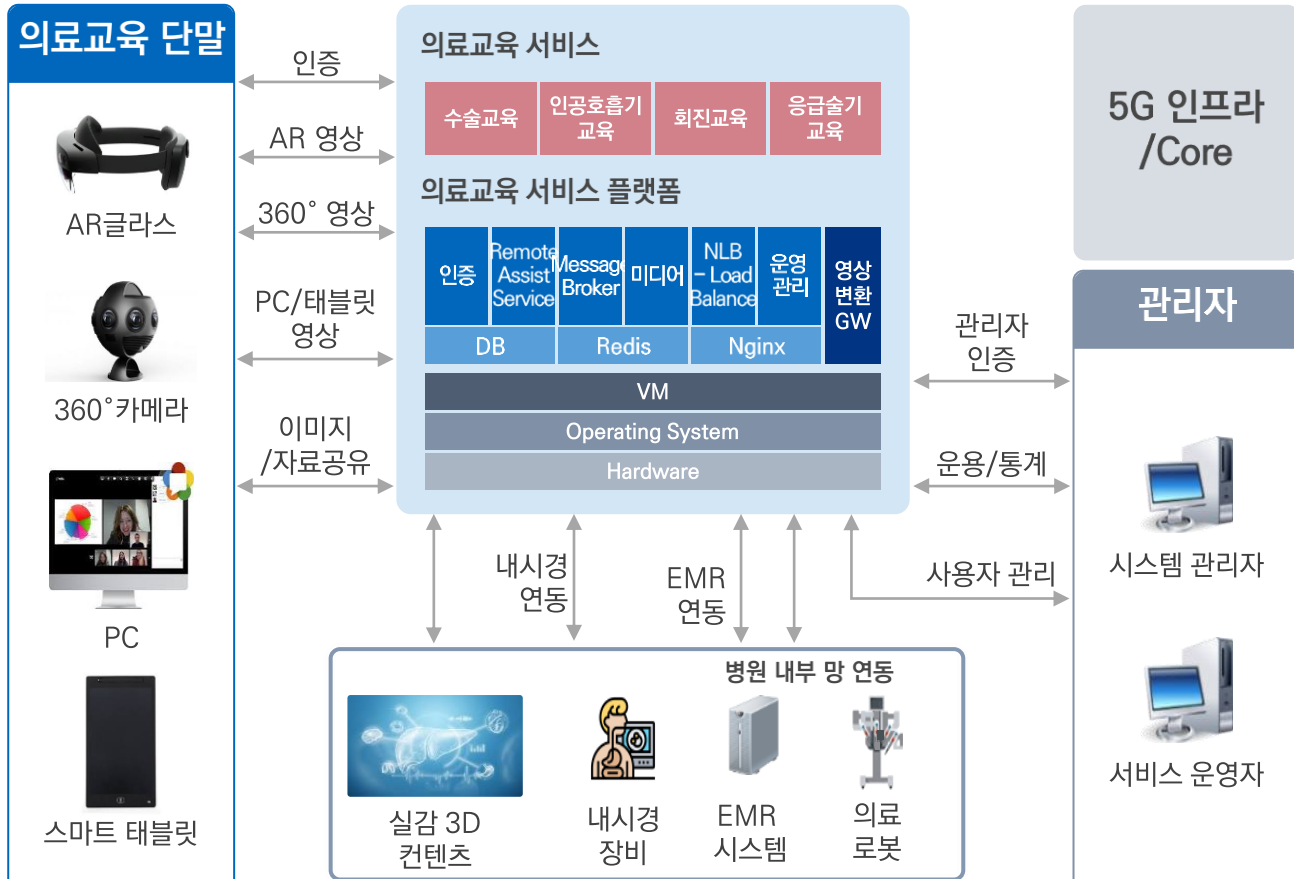 의료교육 단말
AR글라스
360°카메라
PC
스마트 태블릿
인증
AR 영상
360° 영상
PC/태블릿
영상
이미지
/자료공유
의료교육 서비스
수술교육
인공호흡기
교육
회진교육
응급술기
교육
의료교육 서비스 플랫폼
인증
Remote
Assist
Service
Message
Broker
미디어
NLB
– Load
Balance
운영
관리
영상
변환
GW
DB
Redis
Nginx
VM
Operating System
Hardware
내시경
연동
EMR
연동
병원 내부 망 연동
실감 3D
컨텐츠
내시경
장비
EMR
시스템
의료
로봇
관리자
인증
운용/통계
사용자 관리
5G 인프라
/Core
관리자
시스템 관리자
서비스 운영자